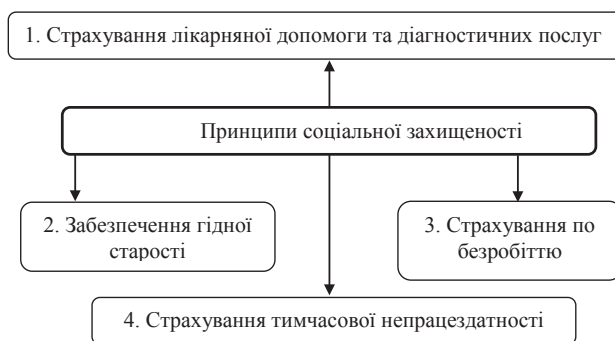 1. Страхування лікарняної допомоги та діагностичних послуг
Принципи соціальної захищеності
2. Забезпечення гідної
старості
3. Страхування по
безробіттю
4. Страхування тимчасової непрацездатності